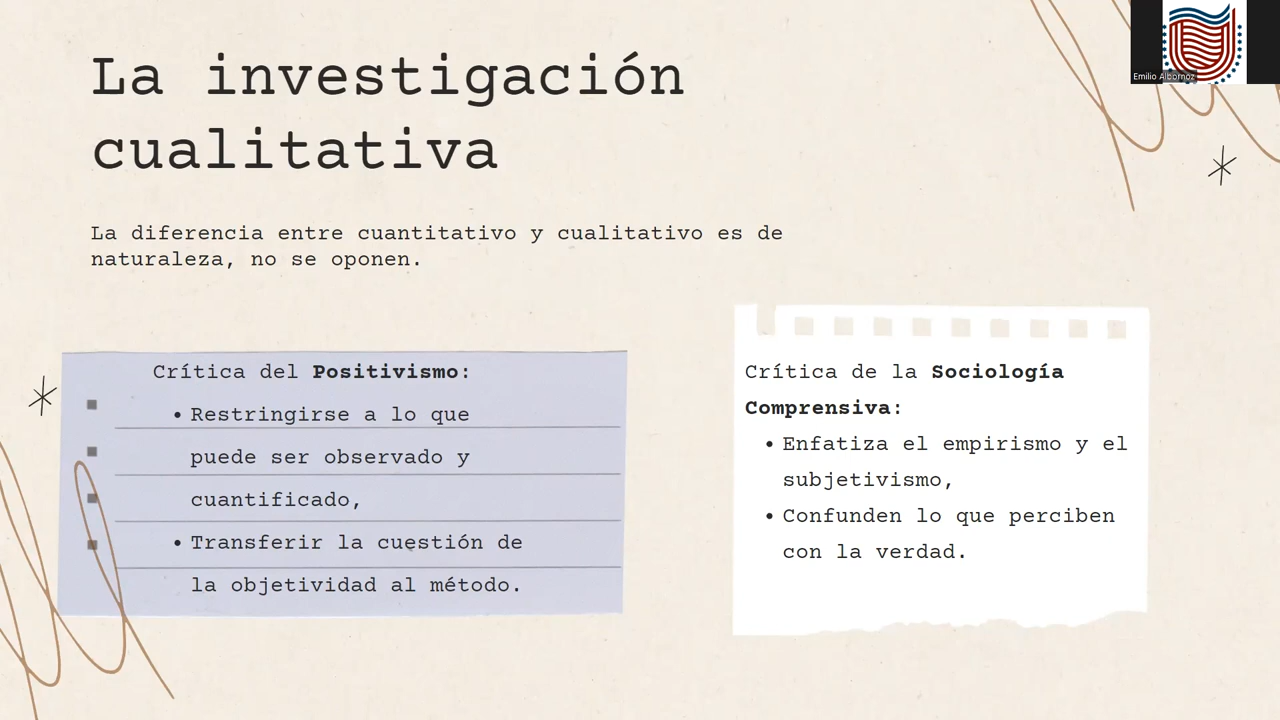 La investigación
cualitativa
Emilio Albornoz
La diferencia entre cuantitativo y cualitativo es de
naturaleza, no se oponen.
Crítica del Positivismo:
• Restringirse a lo que
puede ser observado y
cuantificado,
• Transferir la cuestión de
la objetividad al método.
Crítica de la Sociología
Comprensiva:
• Enfatiza el empirismo y el
subjetivismo,
• Confunden lo que perciben
con la verdad.